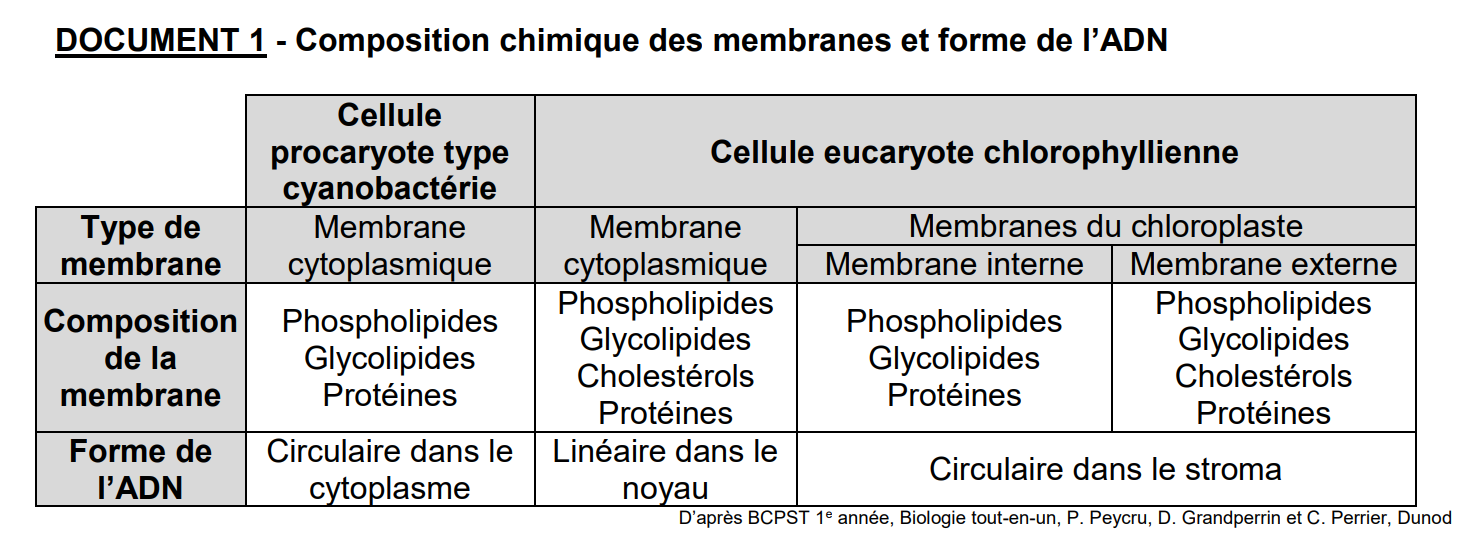 DOCUMENT 1 - Composition chimique des membranes et forme de l’ADN
Cellule
procaryote type
cyanobactérie
Cellule eucaryote chlorophyllienne
Type de
membrane
Membrane
cytoplasmique
Membrane
cytoplasmique
Membranes du chloroplaste
Membrane interne
Membrane externe
Composition
de la
membrane
Phospholipides
Glycolipides
Protéines
Phospholipides
Glycolipides
Cholestérols
Protéines
Phospholipides
Glycolipides
Protéines
Phospholipides
Glycolipides
Cholestérols
Protéines
Forme de
l’ADN
Circulaire dans le
cytoplasme
Linéaire dans le
noyau
Circulaire dans le stroma
D’après BCPST 1e année, Biologie tout-en-un, P. Peycru, D. Grandperrin et C. Perrier, Dunod